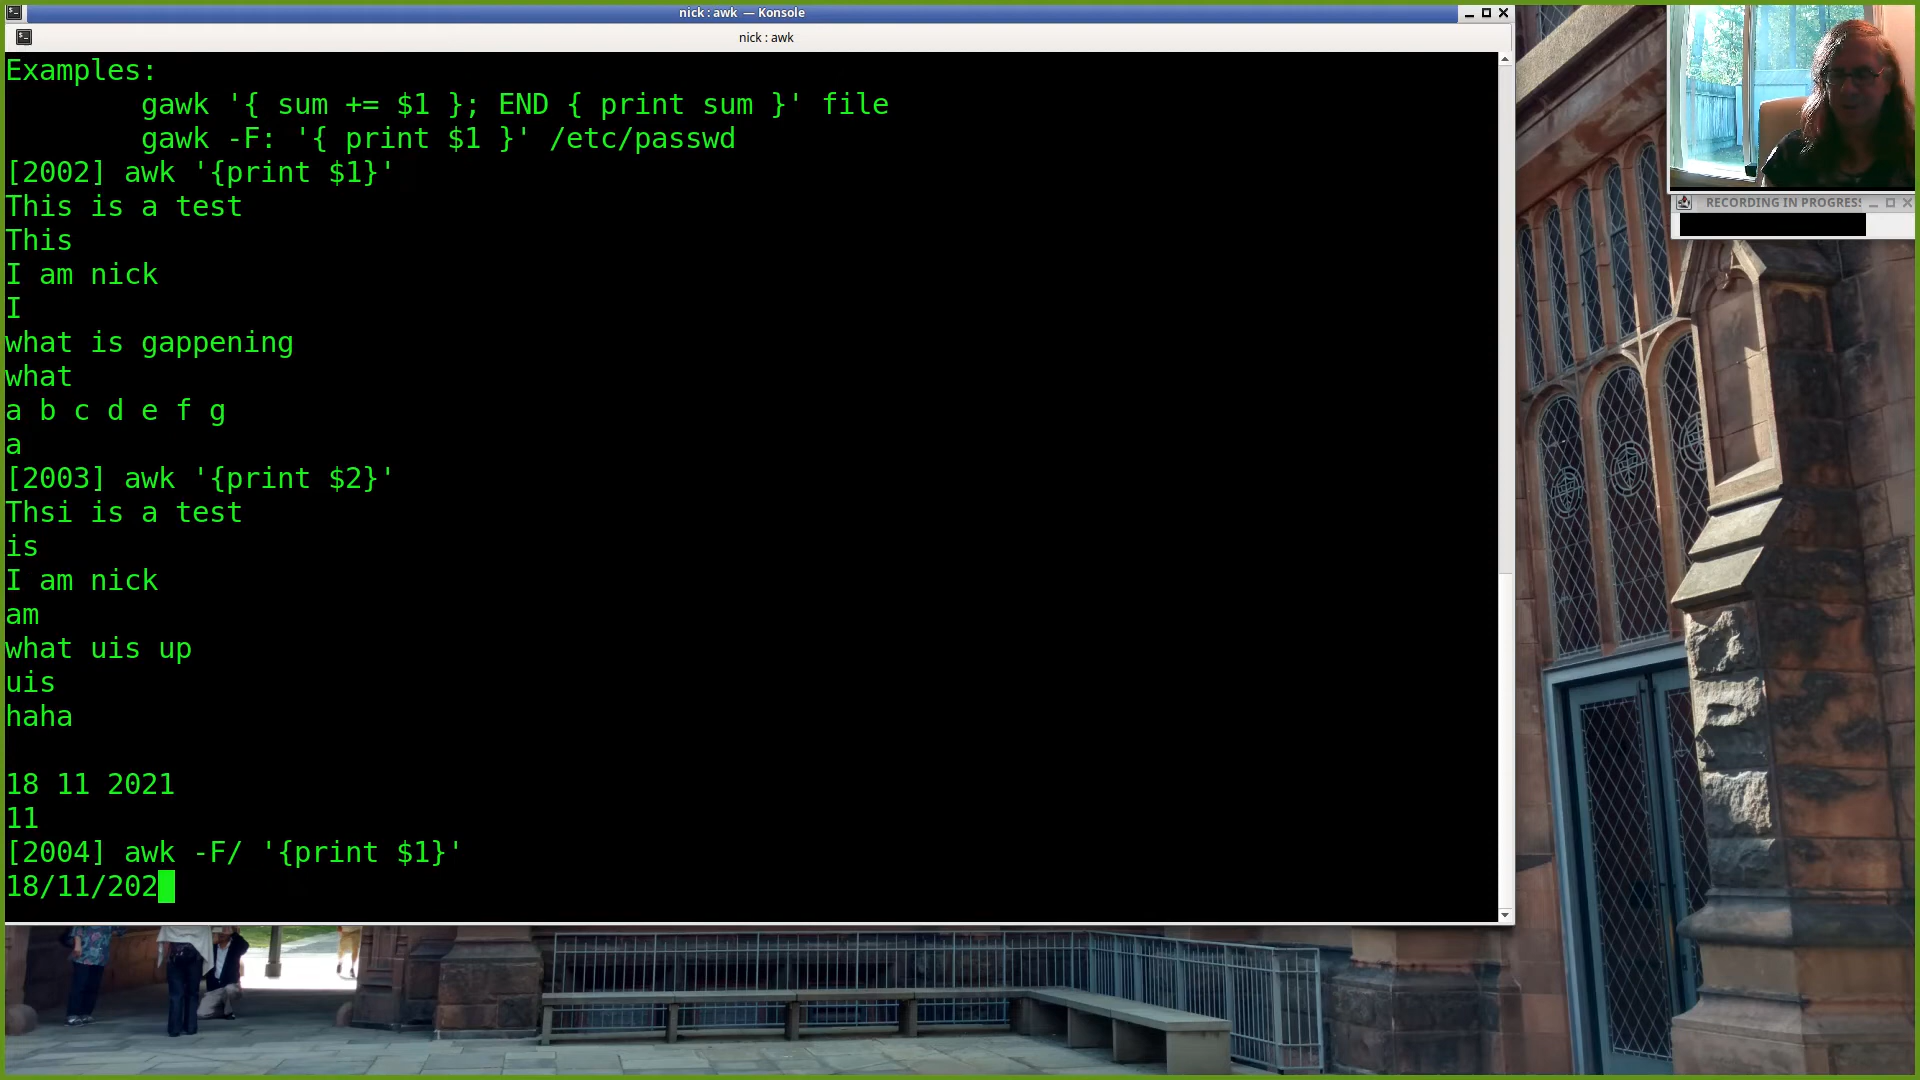 nick : awk — Konsole
nick : awk
Examples:
        gawk '{ sum += $1 }; END { print sum }' file
        gawk -F: '{ print $1 }' /etc/passwd
[2002] awk '{print $1}'
This is a test
This
I am nick
I
what is gappening
what
a b c d e f g
a
[2003] awk '{print $2}'
Thsi is a test
is
I am nick
am
what uis up
uis
haha

18 11 2021
11
[2004] awk -F/ '{print $1}'
18/11/202
RECORDING IN PROGRES